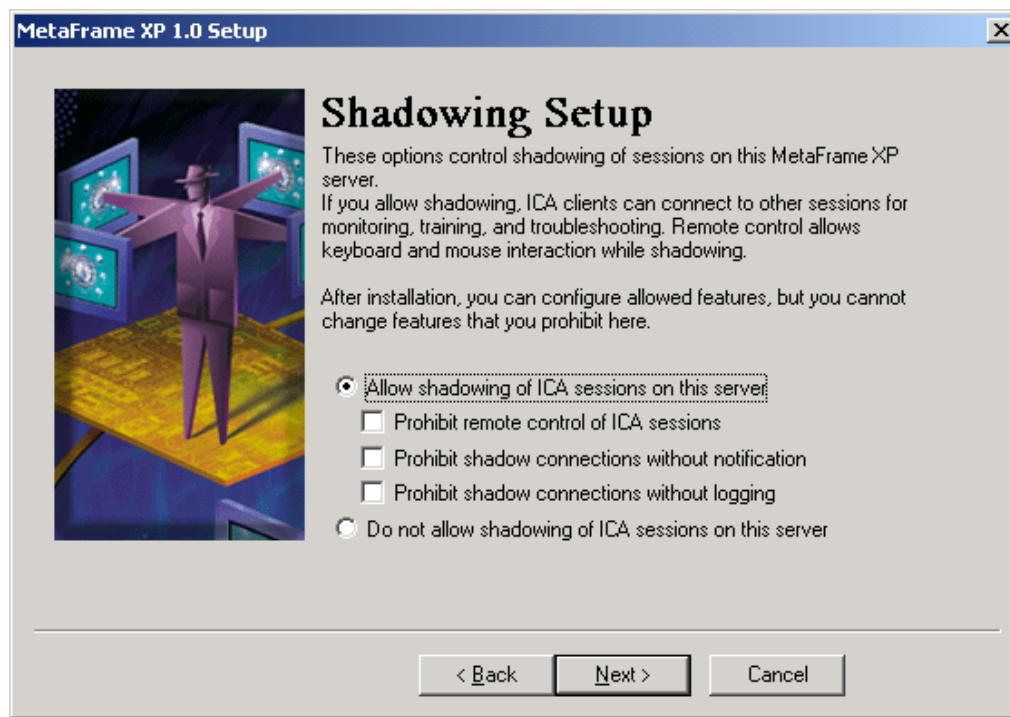 MetaFrame XP 1.0 Setup
Shadowing Setup
These options control shadowing of sessions on this MetaFrame XP
server.
If you allow shadowing, ICA clients can connect to other sessions for
monitoring, training, and troubleshooting. Remote control allows
keyboard and mouse interaction while shadowing.
After installation, you can configure allowed features, but you cannot
change features that you prohibit here.
Allow shadowing of ICA sessions on this server
Prohibit remote control of ICA sessions
Prohibit shadow connections without notification
Prohibit shadow connections without logging
Do not allow shadowing of ICA sessions on this server
< Back
Next >
Cancel